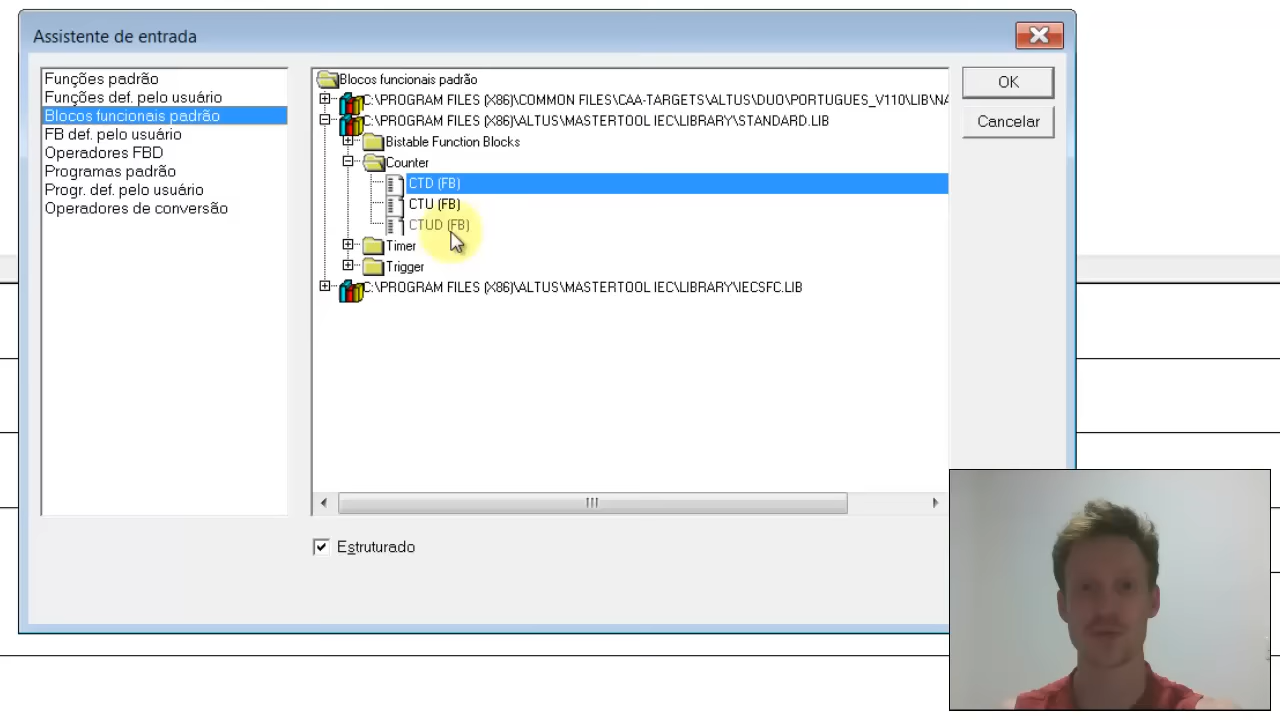 Assistente de entrada
Funções padrão
Funções def. pelo usuário
Blocos funcionais padrão
FB def. pelo usuário
Operadores FBD
Programas padrão
Progr. def. pelo usuário
Operadores de conversão
Blocos funcionais padrão
C:\PROGRAM FILES (X86)\COMMON FILES\CAA-TARGETS\ALTUS\DUO\PORTUGUES_V110\LIB\NA
C:\PROGRAM FILES (X86)\ALTUS\MASTERTOOL IEC\LIBRARY\STANDARD.LIB
Bistable Function Blocks
Counter
CTD (FB)
CTU (FB)
CTUD (FB)
Timer
Trigger
C:\PROGRAM FILES (X86)\ALTUS\MASTERTOOL IEC\LIBRARY\IECSFC.LIB
Estruturado
OK
Cancelar